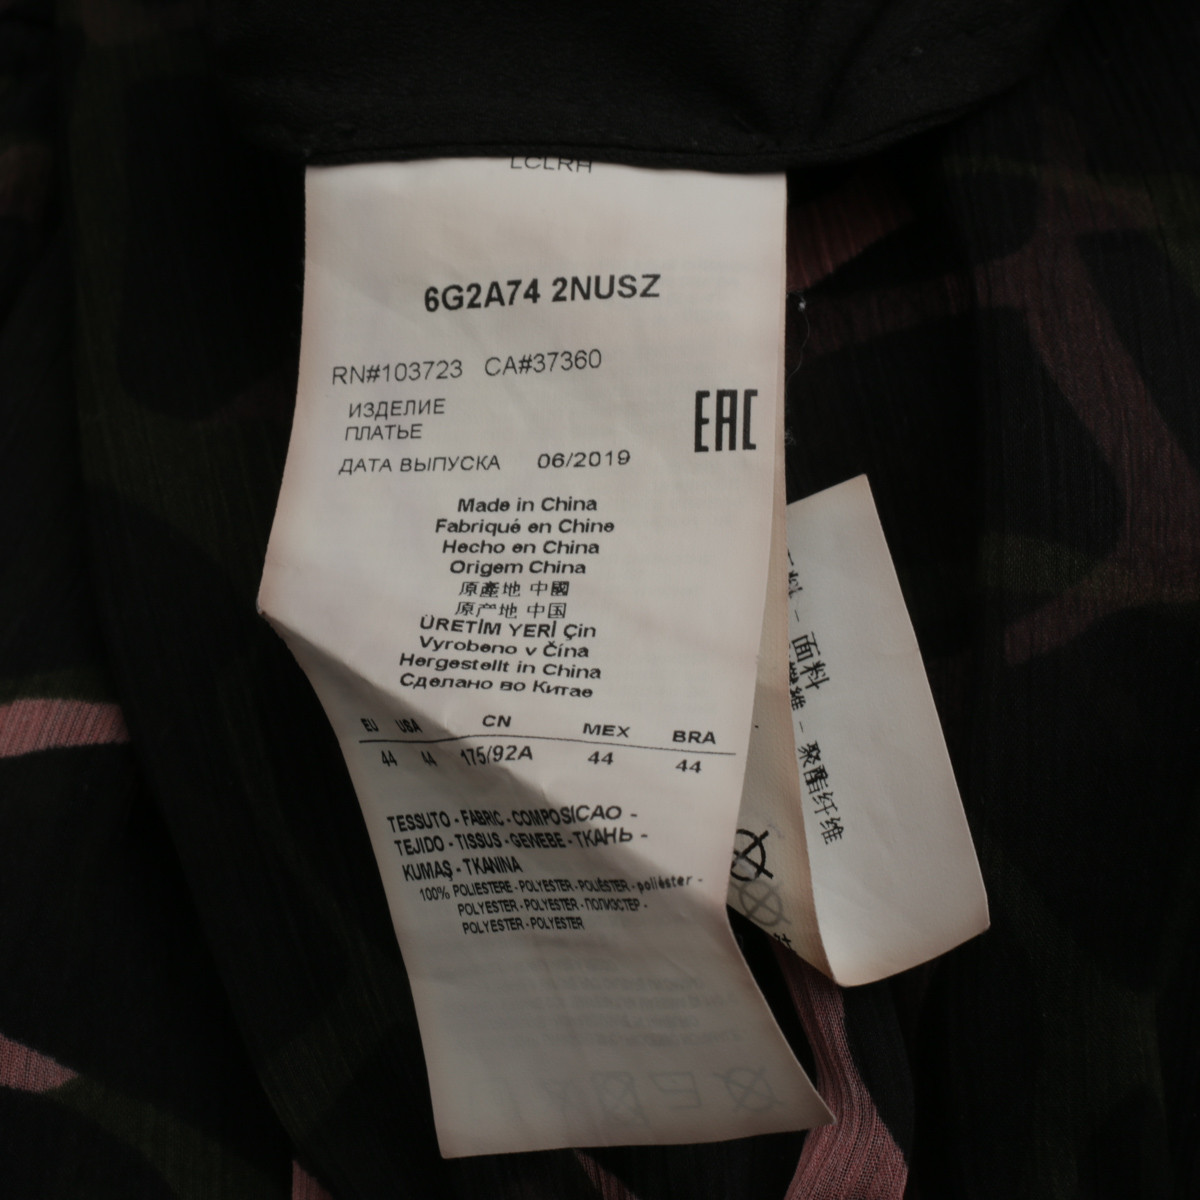 LCLRH
6G2A74 2NUSZ
RN#103723 CA#37360
ИЗДЕЛИЕ
ПЛАТЬЕ
EAC
ДАТА ВЫПУСКА 06/2019
Made in China
Fabriqué en Chine
Hecho en China
Origem China
原產地 中國
原产地 中国
ÜRETİM YERİ Çin
Vyrobeno v Čína
Hergestellt in China
Сделано во Китае
EU USA CN MEX BRA
44 44 175/92A 44 44
TESSUTO - FABRIC - COMPOSICAO -
TEJIDO - TISSUS - GEWEBE - ТКАНЬ -
KUMAŞ - TKANINA
100% POLIESTERE - POLYESTER - POLIÉSTER - poliéster -
POLYESTER - POLYESTER - ПОЛИЭСТЕР -
POLYESTER - POLYESTER
面料
聚酯纤维